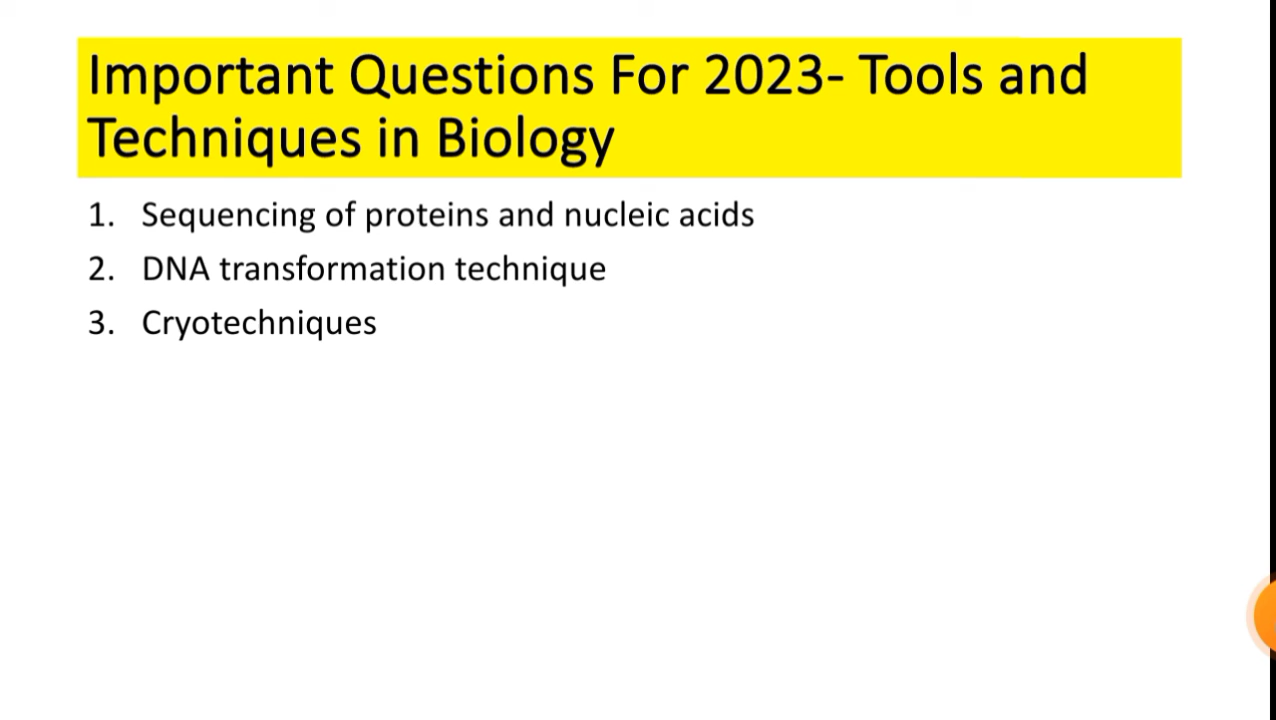 Important Questions For 2023- Tools and
Techniques in Biology
1. Sequencing of proteins and nucleic acids
2. DNA transformation technique
3. Cryotechniques